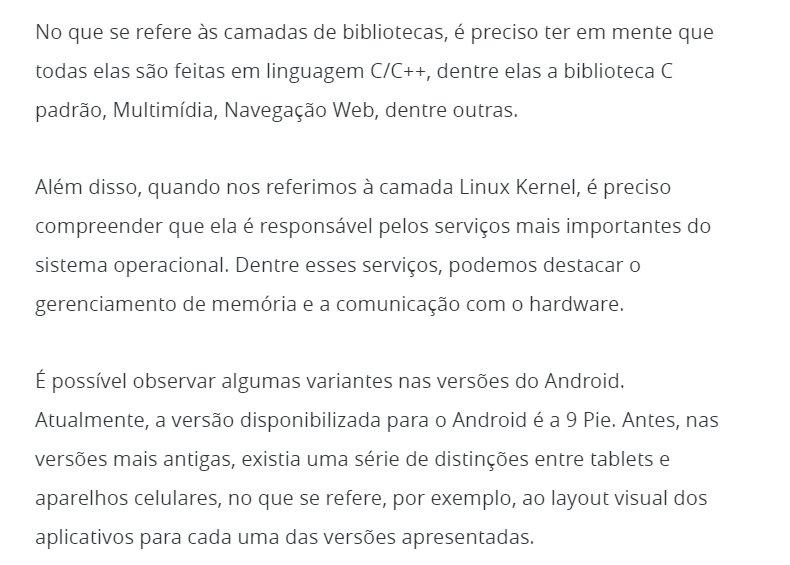 No que se refere às camadas de bibliotecas, é preciso ter em mente que
todas elas são feitas em linguagem C/C++, dentre elas a biblioteca C
padrão, Multimídia, Navegação Web, dentre outras.
Além disso, quando nos referimos à camada Linux Kernel, é preciso
compreender que ela é responsável pelos serviços mais importantes do
sistema operacional. Dentre esses serviços, podemos destacar o
gerenciamento de memória e a comunicação com o hardware.
É possível observar algumas variantes nas versões do Android.
Atualmente, a versão disponibilizada para o Android é a 9 Pie. Antes, nas
versões mais antigas, existia uma série de distinções entre tablets e
aparelhos celulares, no que se refere, por exemplo, ao layout visual dos
aplicativos para cada uma das versões apresentadas.